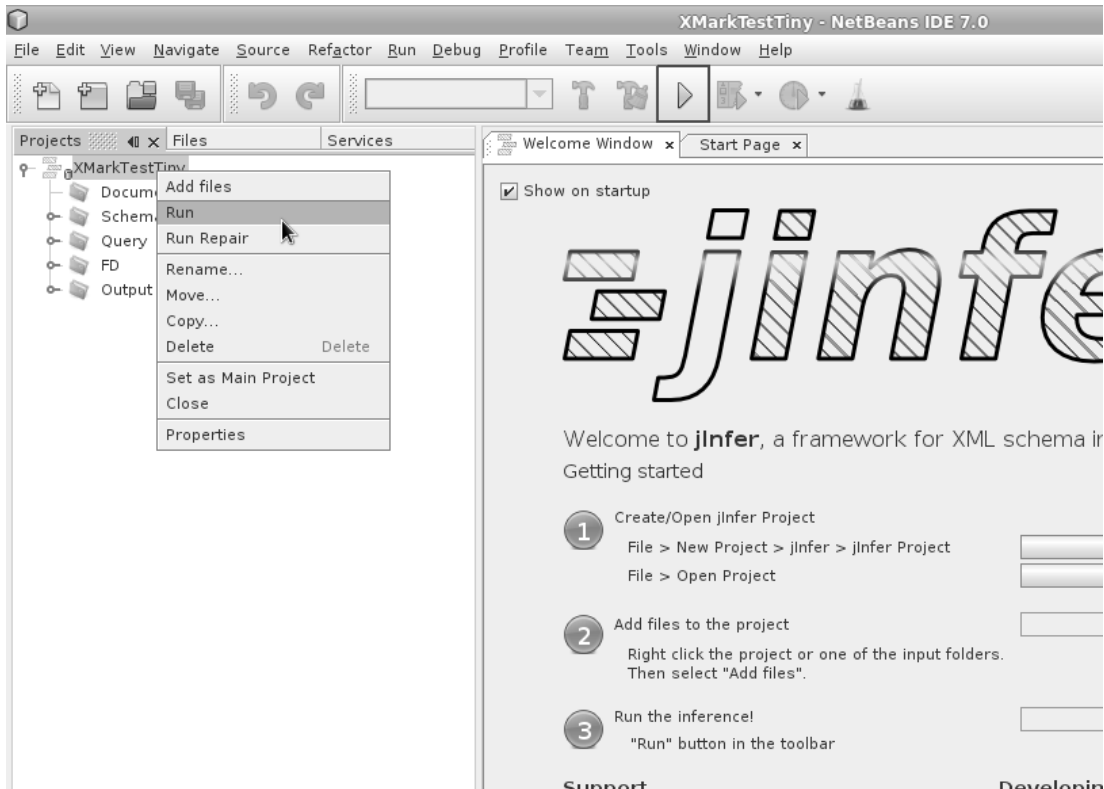 XMarkTestTiny - NetBeans IDE 7.0
File Edit View Navigate Source Refactor Run Debug Profile Team Tools Window Help
Projects Files Services
Welcome Window Start Page
XMarkTestTiny
Docum
Schem
Query
FD
Output
Add files
Run
Run Repair
Rename...
Move...
Copy...
Delete Delete
Set as Main Project
Close
Properties
Show on startup
jinfe
Welcome to jInfer, a framework for XML schema in
Getting started
1 Create/Open jInfer Project
File > New Project > jInfer > jInfer Project
File > Open Project
2 Add files to the project
Right click the project or one of the input folders.
Then select "Add files".
3 Run the inference!
"Run" button in the toolbar
Support Developin